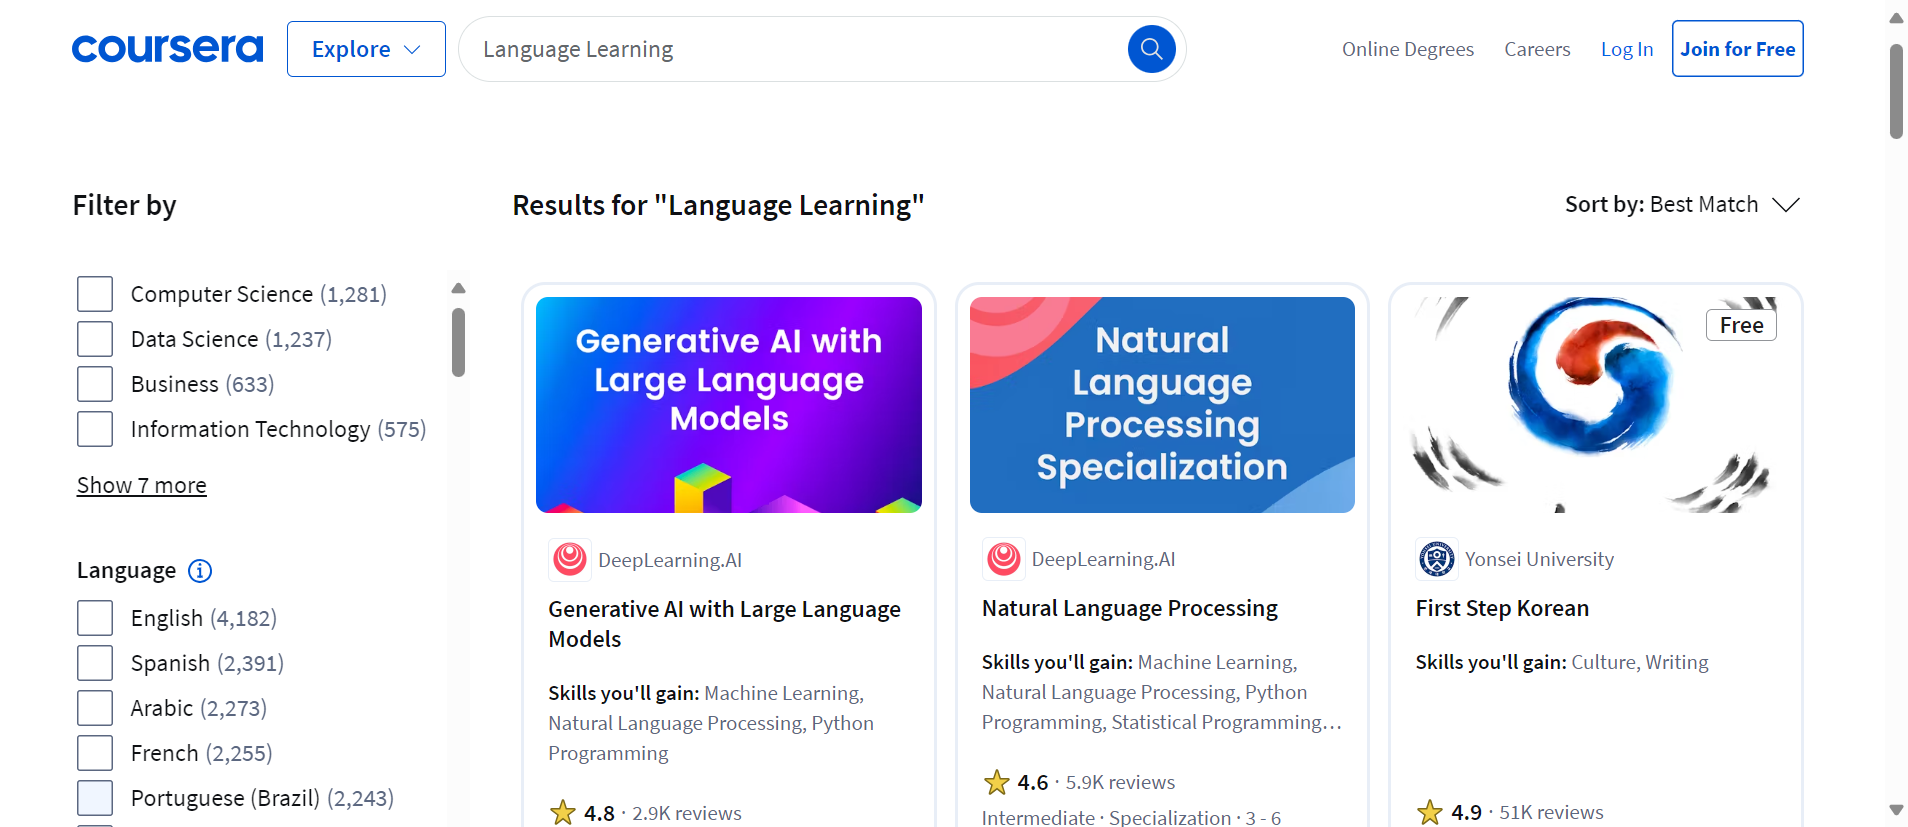 coursera
Explore
Language Learning
Online Degrees
Careers
Log In
Join for Free
Filter by
Results for "Language Learning"
Sort by: Best Match
Computer Science (1,281)
Data Science (1,237)
Business (633)
Information Technology (575)
Show 7 more
Language
English (4,182)
Spanish (2,391)
Arabic (2,273)
French (2,255)
Portuguese (Brazil) (2,243)
Generative AI with
Large Language
Models
DeepLearning.AI
Generative AI with Large Language
Models
Skills you'll gain: Machine Learning,
Natural Language Processing, Python
Programming
4.8 · 2.9K reviews
Natural
Language
Processing
Specialization
DeepLearning.AI
Natural Language Processing
Skills you'll gain: Machine Learning,
Natural Language Processing, Python
Programming, Statistical Programming...
4.6 · 5.9K reviews
Intermediate · Specialization · 3 - 6
Free
Yonsei University
First Step Korean
Skills you'll gain: Culture, Writing
4.9 · 51K reviews